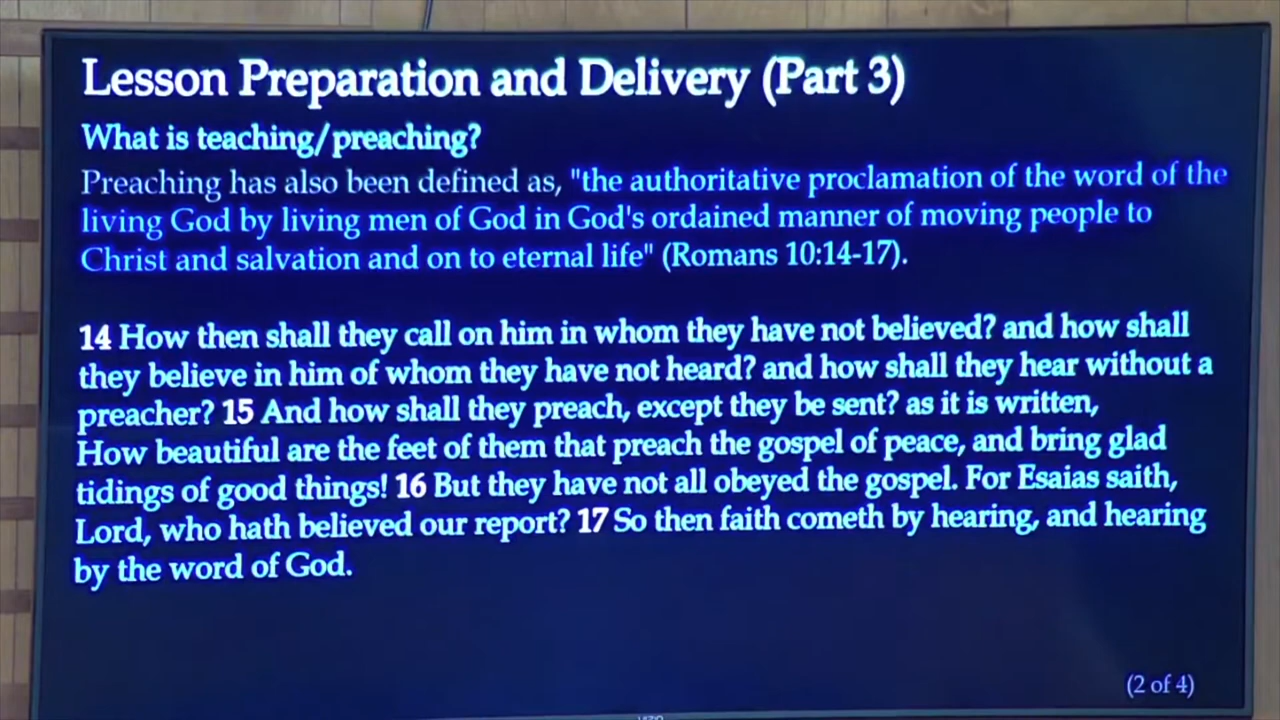 Lesson Preparation and Delivery (Part 3)
What is teaching/preaching?
Preaching has also been defined as, "the authoritative proclamation of the word of the
living God by living men of God in God's ordained manner of moving people to
Christ and salvation and on to eternal life" (Romans 10:14-17).
14 How then shall they call on him in whom they have not believed? and how shall
they believe in him of whom they have not heard? and how shall they hear without a
preacher? 15 And how shall they preach, except they be sent? as it is written,
How beautiful are the feet of them that preach the gospel of peace, and bring glad
tidings of good things! 16 But they have not all obeyed the gospel. For Esaias saith,
Lord, who hath believed our report? 17 So then faith cometh by hearing, and hearing
by the word of God.
(2 of 4)
VIZIO